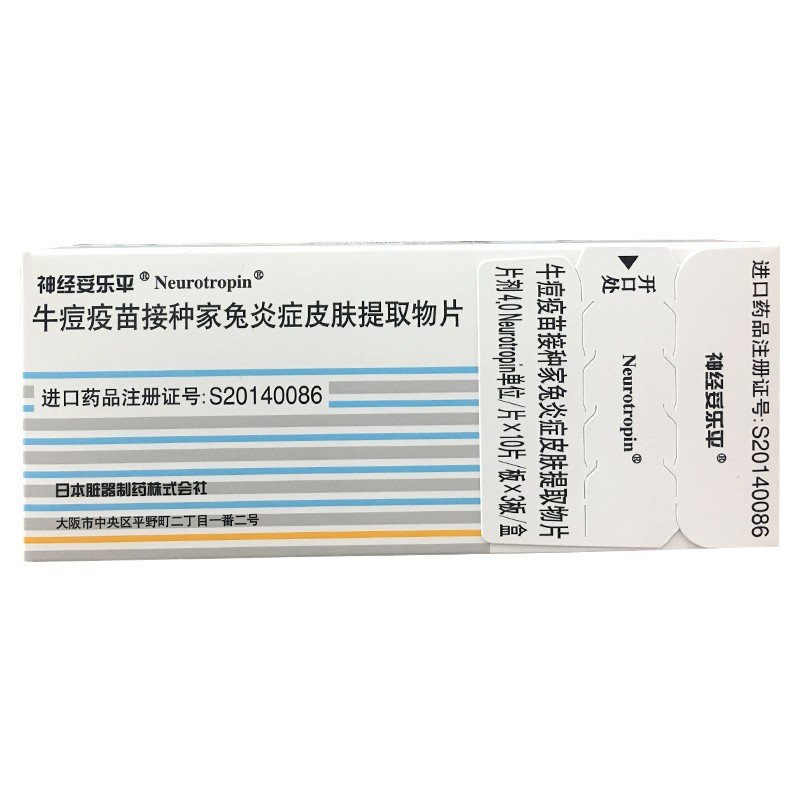 神经妥乐平® Neurotropin®
牛痘疫苗接种家兔炎症皮肤提取物片
进口药品注册证号:S20140086
日本脏器制药株式会社
大阪市中央区平野町二丁目一番二号
牛痘疫苗接种家兔炎症皮肤提取物片
片剂 4.0 Neurotropin单位/片×10片/板×3板/盒
开口处
Neurotropin®
神经妥乐平®
进口药品注册证号:S20140086